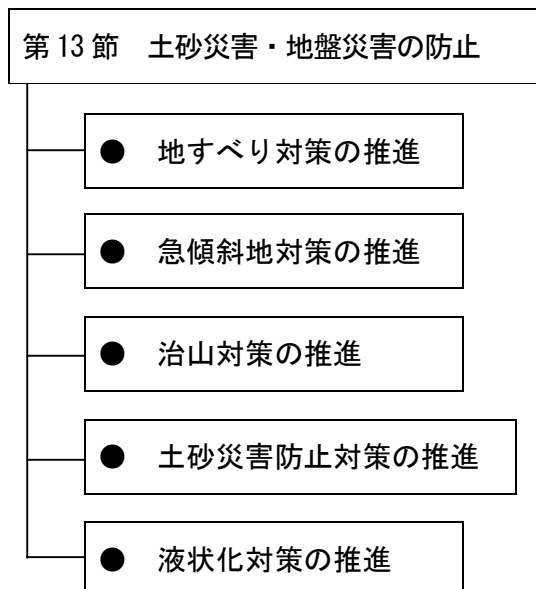 第13節　土砂災害・地盤災害の防止
●　地すべり対策の推進
●　急傾斜地対策の推進
●　治山対策の推進
●　土砂災害防止対策の推進
●　液状化対策の推進